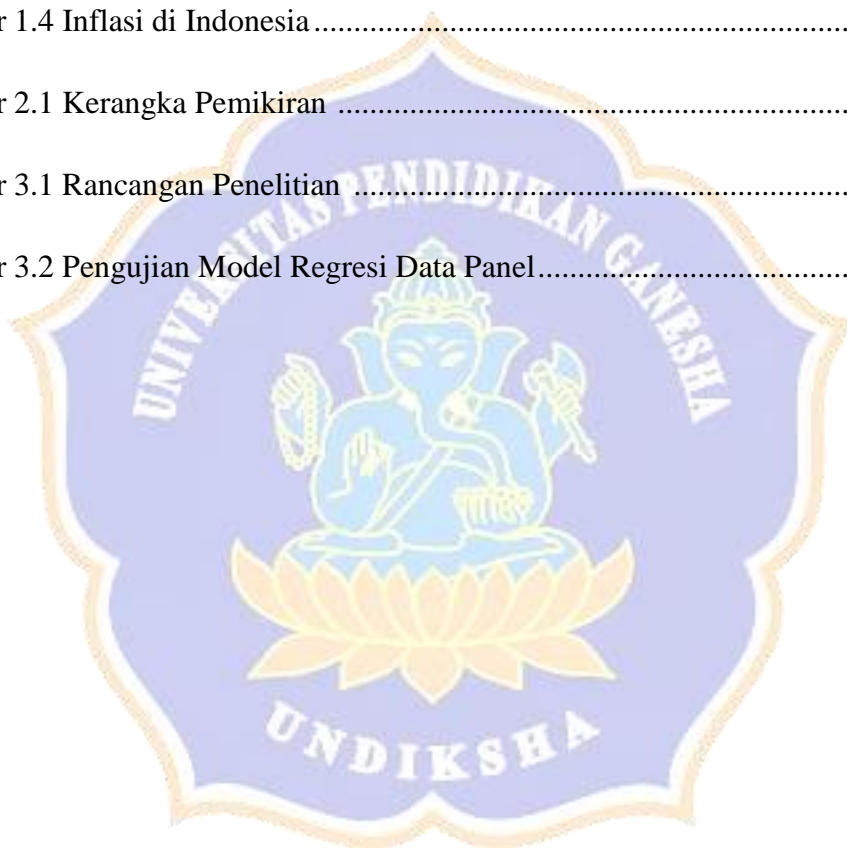 r 1.4 Inflasi di Indonesia........................................................................
r 2.1 Kerangka Pemikiran ......................................................................
r 3.1 Rancangan Penelitian ....................................................................
r 3.2 Pengujian Model Regresi Data Panel...........................................
UNIVERSITAS PENDIDIKAN GANESHA
UNDIKSHA